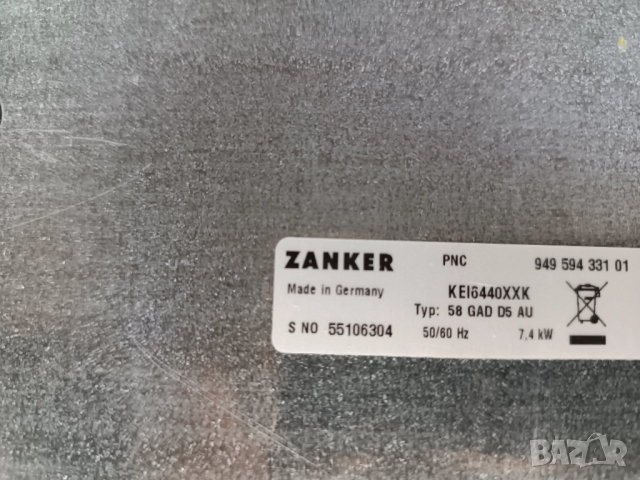 ZANKER PNC 949 594 331 01
Made in Germany KEI6440XXK
Typ: 58 GAD D5 AU
S NO 55106304 50/60 Hz 7,4 kW
BAZAR